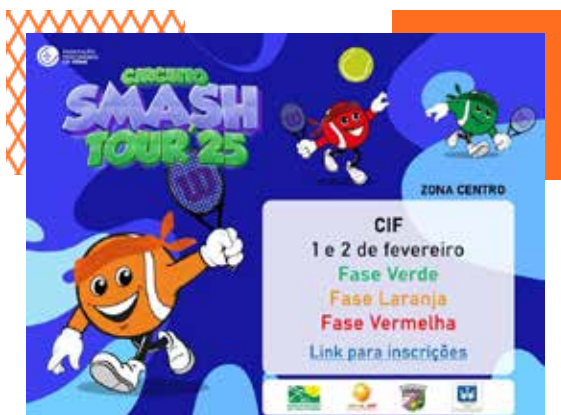 CIRCUITO
SMASH
TOUR 25
ZONA CENTRO
CIF
1 e 2 de fevereiro
Fase Verde
Fase Laranja
Fase Vermelha
Link para inscrições